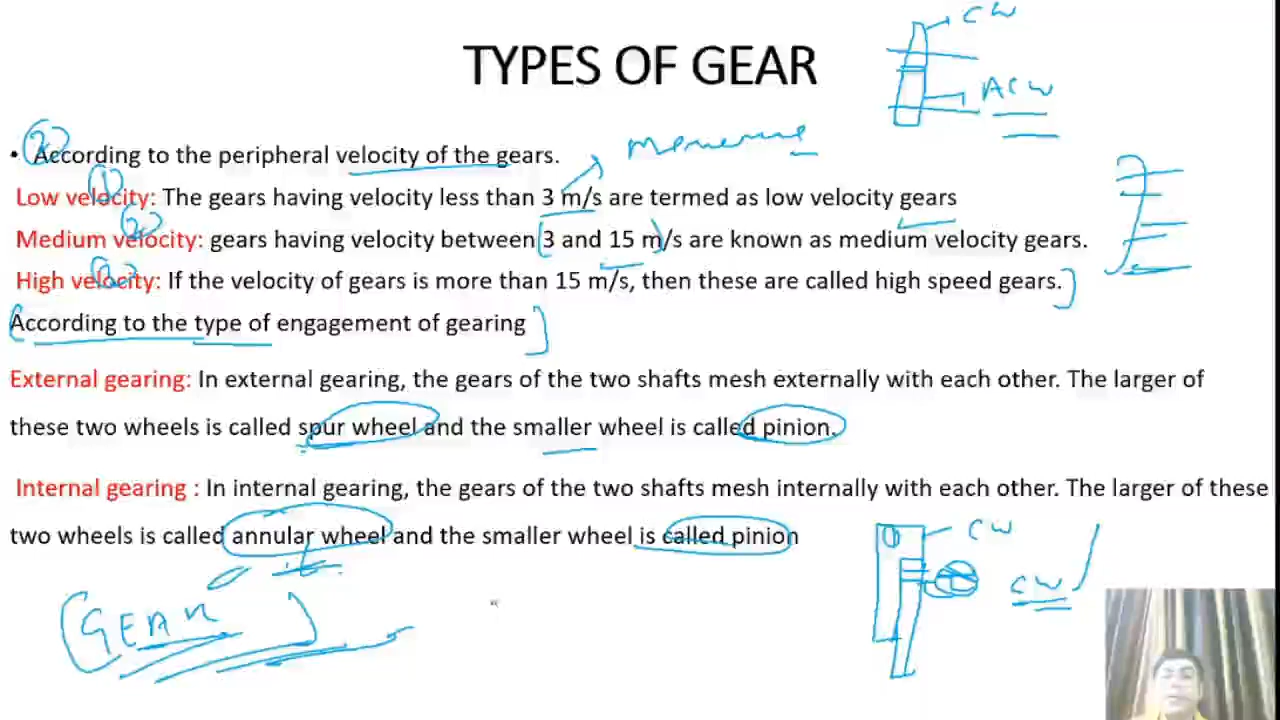 TYPES OF GEAR
CW
ACW
• According to the peripheral velocity of the gears.
(2)
Low velocity: The gears having velocity less than 3 m/s are termed as low velocity gears
(1)
Medium velocity: gears having velocity between 3 and 15 m/s are known as medium velocity gears.
High velocity: If the velocity of gears is more than 15 m/s, then these are called high speed gears.
According to the type of engagement of gearing
External gearing: In external gearing, the gears of the two shafts mesh externally with each other. The larger of
these two wheels is called spur wheel and the smaller wheel is called pinion.
Internal gearing : In internal gearing, the gears of the two shafts mesh internally with each other. The larger of these
two wheels is called annular wheel and the smaller wheel is called pinion
CW
CW
GEAR